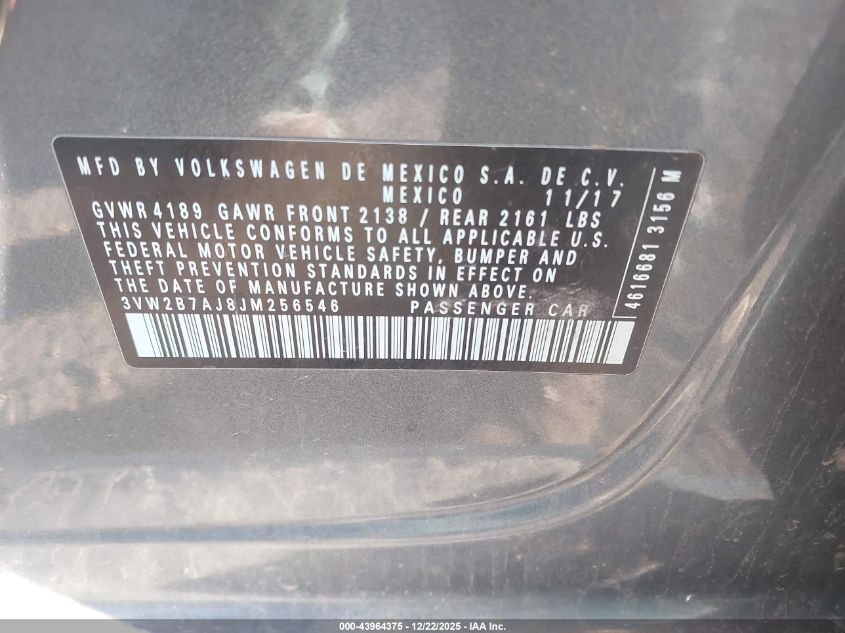 MFD BY VOLKSWAGEN DE MEXICO S.A. DE C.V.
MEXICO 11/17
GVWR 4189 GAWR FRONT 2138 / REAR 2161 LBS
THIS VEHICLE CONFORMS TO ALL APPLICABLE U.S.
FEDERAL MOTOR VEHICLE SAFETY, BUMPER AND
THEFT PREVENTION STANDARDS IN EFFECT ON
THE DATE OF MANUFACTURE SHOWN ABOVE.
3VW2B7AJ8JM256546 PASSENGER CAR
4616681 3156 M
000-43964375 - 12/22/2025 - IAA Inc.